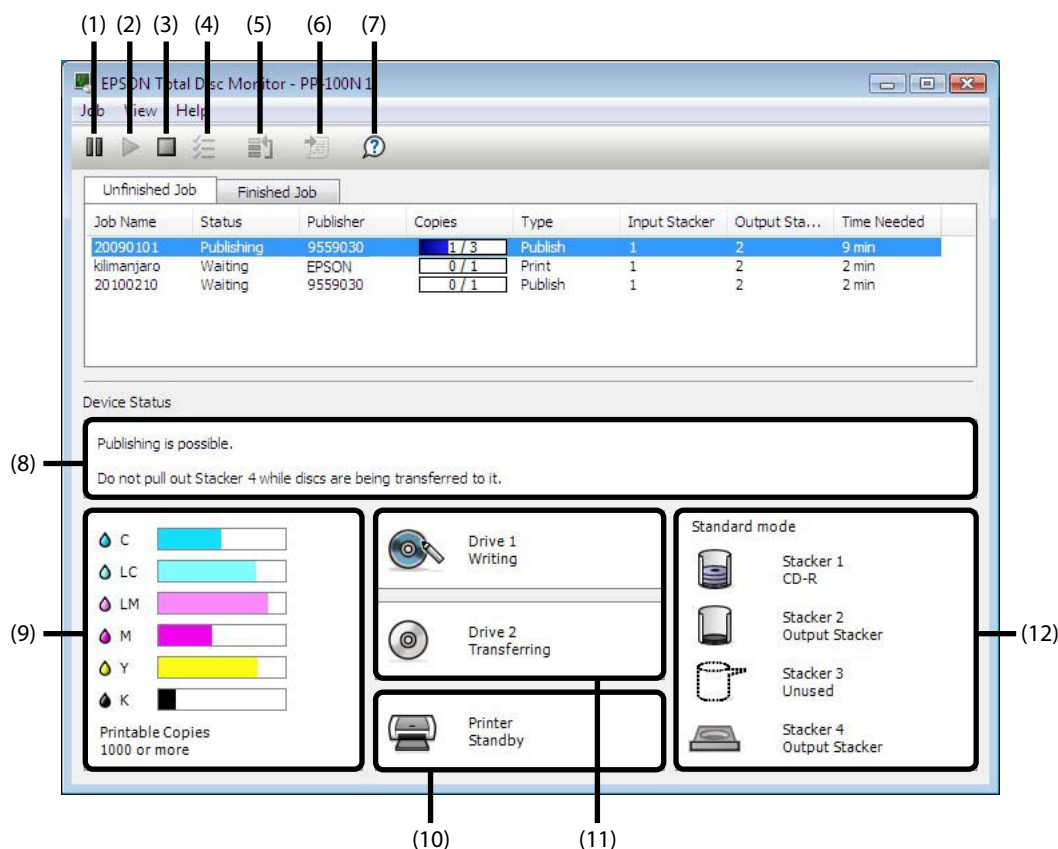 (1) (2) (3) (4) (5) (6) (7)
EPSON Total Disc Monitor - PP-100N 1
Job View Help
Unfinished Job Finished Job
Job Name Status Publisher Copies Type Input Stacker Output Sta... Time Needed
20090101 Publishing 9559030 1 / 3 Publish 1 2 9 min
kilimanjaro Waiting EPSON 0 / 1 Print 1 2 2 min
20100210 Waiting 9559030 0 / 1 Publish 1 2 2 min
Device Status
(8)
Publishing is possible.
Do not pull out Stacker 4 while discs are being transferred to it.
(9)
C
LC
LM
M
Y
K
Printable Copies
1000 or more
Drive 1
Writing
Drive 2
Transferring
Printer
Standby
Standard mode
Stacker 1
CD-R
Stacker 2
Output Stacker
Stacker 3
Unused
Stacker 4
Output Stacker
(12)
(10) (11)